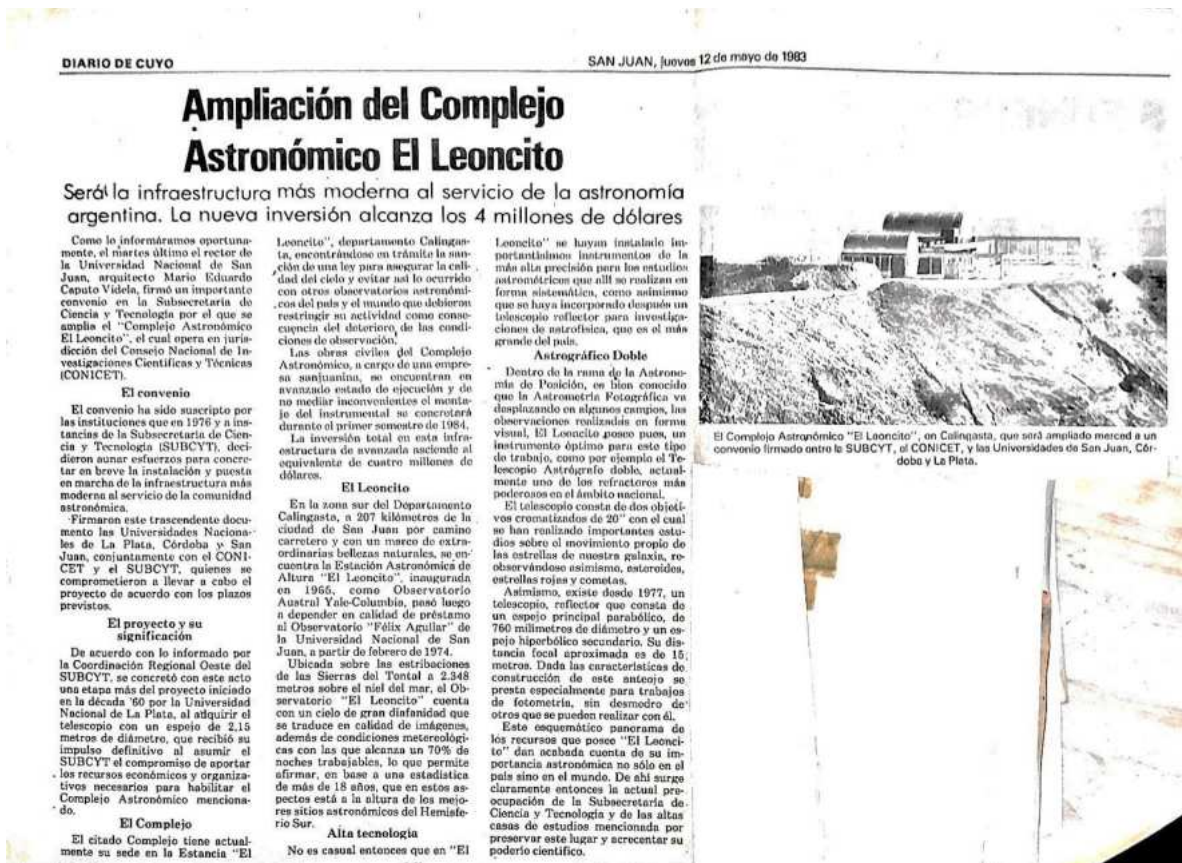 DIARIO DE CUYO
SAN JUAN, jueves 12 de mayo de 1983
Ampliación del Complejo
Astronómico El Leoncito
Será la infraestructura más moderna al servicio de la astronomía
argentina. La nueva inversión alcanza los 4 millones de dólares
Como lo informáramos oportuna-
mente, el martes último el rector de
la Universidad Nacional de San
Juan, arquitecto Mario Eduardo
Caputo Videla, firmó un importante
convenio en la Subsecretaría de
Ciencia y Tecnología por el que se
amplía el "Complejo Astronómico
El Leoncito", el cual opera en juris-
dicción del Consejo Nacional de In-
vestigaciones Científicas y Técnicas
(CONICET).
El convenio
El convenio ha sido suscripto por
las instituciones que en 1976 y a ins-
tancias de la Subsecretaría de Cien-
cia y Tecnología (SUBCYT), deci-
dieron aunar esfuerzos para concre-
tar en breve la instalación y puesta
en marcha de la infraestructura más
moderna al servicio de la comunidad
astronómica.
Firmaron este trascendente docu-
mento las Universidades Naciona-
les de La Plata, Córdoba y San
Juan, conjuntamente con el CONI-
CET y el SUBCYT, quienes se
comprometieron a llevar a cabo el
proyecto de acuerdo con los plazos
previstos.
El proyecto y su
significación
De acuerdo con lo informado por
la Coordinación Regional Oeste del
SUBCYT, se concretó con este acto
una etapa más del proyecto iniciado
en la década '60 por la Universidad
Nacional de La Plata, al adquirir el
telescopio con un espejo de 2,15
metros de diámetro, que recibió su
impulso definitivo al asumir el
SUBCYT el compromiso de aportar
los recursos económicos y organiza-
tivos necesarios para habilitar el
Complejo Astronómico menciona-
do.
El Complejo
El citado Complejo tiene actual-
mente su sede en la Estancia "El
Leoncito", departamento Calingas-
ta, encontrándose en trámite la san-
ción de una ley para asegurar la cali-
dad del cielo y evitar así lo ocurrido
con otros observatorios astronómi-
cos del país y el mundo que debieron
restringir su actividad como conse-
cuencia del deterioro de las condi-
ciones de observación.
Las obras civiles del Complejo
Astronómico, a cargo de una empre-
sa sanjuanina, se encuentran en
avanzado estado de ejecución y de
no mediar inconvenientes el monta-
je del instrumental se concretará
durante el primer semestre de 1984.
La inversión total en esta infra-
estructura de avanzada asciende al
equivalente de cuatro millones de
dólares.
El Leoncito
En la zona sur del Departamento
Calingasta, a 207 kilómetros de la
ciudad de San Juan por camino
carretero y con un marco de extra-
ordinarias bellezas naturales, se en-
cuentra la Estación Astronómica de
Altura "El Leoncito", inaugurada
en 1965, como Observatorio
Austral Yale-Columbia, pasó luego
a depender en calidad de préstamo
al Observatorio "Félix Aguilar" de
la Universidad Nacional de San
Juan, a partir de febrero de 1974.
Ubicada sobre las estribaciones
de las Sierras del Tontal a 2.348
metros sobre el niel del mar, el Ob-
servatorio "El Leoncito" cuenta
con un cielo de gran diafanidad que
se traduce en calidad de imágenes,
además de condiciones metereológi-
cas con las que alcanza un 70% de
noches trabajables, lo que permite
afirmar, en base a una estadística
de más de 18 años, que en estos as-
pectos está a la altura de los mejo-
res sitios astronómicos del Hemisfe-
rio Sur.
Alta tecnología
No es casual entonces que en "El
Leoncito" se hayan instalado im-
portantísimos instrumentos de la
más alta precisión para los estudios
astrométricos que allí se realizan en
forma sistemática, como asimismo
que se haya incorporado después un
telescopio reflector para investiga-
ciones de astrofísica, que es el más
grande del país.
Astrográfico Doble
Dentro de la rama de la Astrono-
mía de Posición, es bien conocido
que la Astrometría Fotográfica va
desplazando en algunos campos, las
observaciones realizadas en forma
visual, El Leoncito posee pues, un
instrumento óptimo para este tipo
de trabajo, como por ejemplo el Te-
lescopio Astrógrafo doble, actual-
mente uno de los refractores más
poderosos en el ámbito nacional.
El telescopio consta de dos objeti-
vos cromatizados de 20" con el cual
se han realizado importantes estu-
dios sobre el movimiento propio de
las estrellas de nuestra galaxia, re-
observándose asimismo, asteroides,
estrellas rojas y cometas.
Asimismo, existe desde 1977, un
telescopio, reflector que consta de
un espejo principal parabólico, de
760 milímetros de diámetro y un es-
pejo hiperbólico secundario. Su dis-
tancia focal aproximada es de 15
metros. Dada las características de
construcción de este anteojo se
presta especialmente para trabajos
de fotometría, sin desmedro de
otros que se pueden realizar con él.
Este esquemático panorama de
los recursos que posee "El Leonci-
to" dan acabada cuenta de su im-
portancia astronómica no sólo en el
país sino en el mundo. De ahí surge
claramente entonces la actual pre-
ocupación de la Subsecretaría de
Ciencia y Tecnología y de las altas
casas de estudios mencionada por
preservar este lugar y acrecentar su
poderío científico.
El Complejo Astronómico "El Leoncito", en Calingasta, que será ampliado merced a un
convenio firmado entre la SUBCYT, el CONICET, y las Universidades de San Juan, Cór-
doba y La Plata.